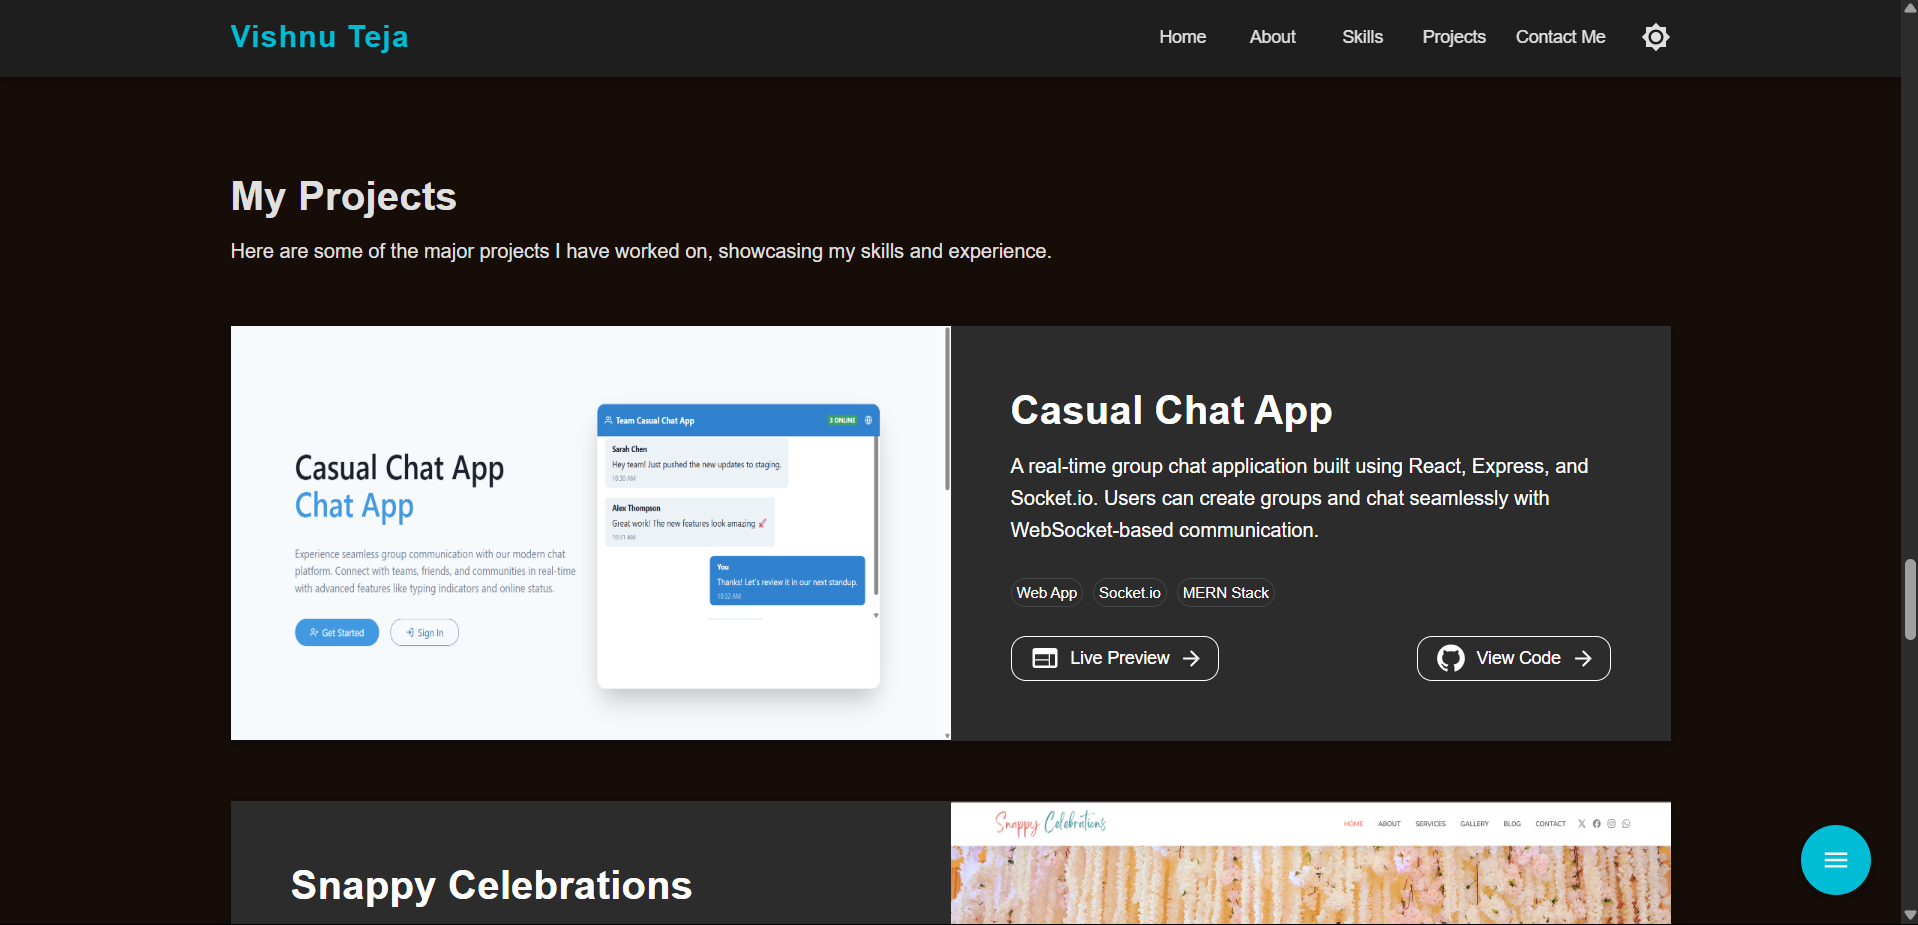 Vishnu Teja
Home About Skills Projects Contact Me
My Projects
Here are some of the major projects I have worked on, showcasing my skills and experience.
Casual Chat App
Chat App
Experience seamless group communication with our modern chat
platform. Connect with teams, friends, and communities in real-time
with advanced features like typing indicators and online status.
Get Started Sign In
Team Casual Chat App 3 ONLINE
Sarah Chen
Hey team! Just pushed the new updates to staging.
10:30 AM
Alex Thompson
Great work! The new features look amazing 🚀
10:31 AM
You
Thanks! Let's review it in our next standup.
10:32 AM
Casual Chat App
A real-time group chat application built using React, Express, and
Socket.io. Users can create groups and chat seamlessly with
WebSocket-based communication.
Web App Socket.io MERN Stack
Live Preview View Code
Snappy Celebrations
Snappy Celebrations
HOME ABOUT SERVICES GALLERY BLOG CONTACT